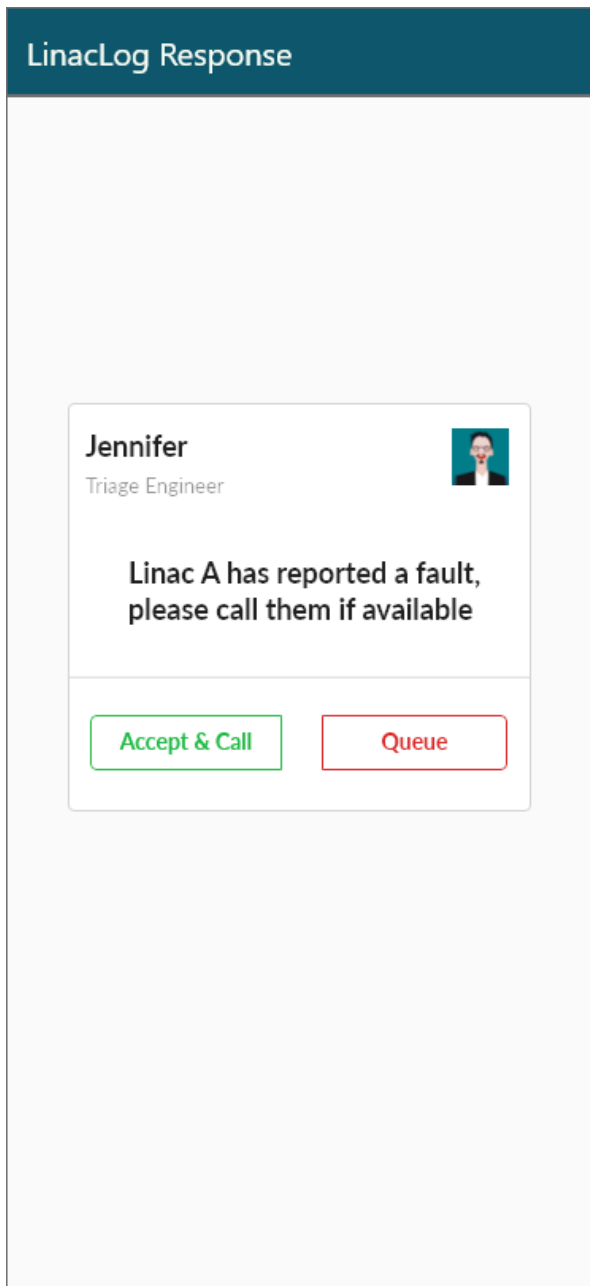 LinacLog Response
Jennifer
Triage Engineer
Linac A has reported a fault,
please call them if available
Accept & Call
Queue